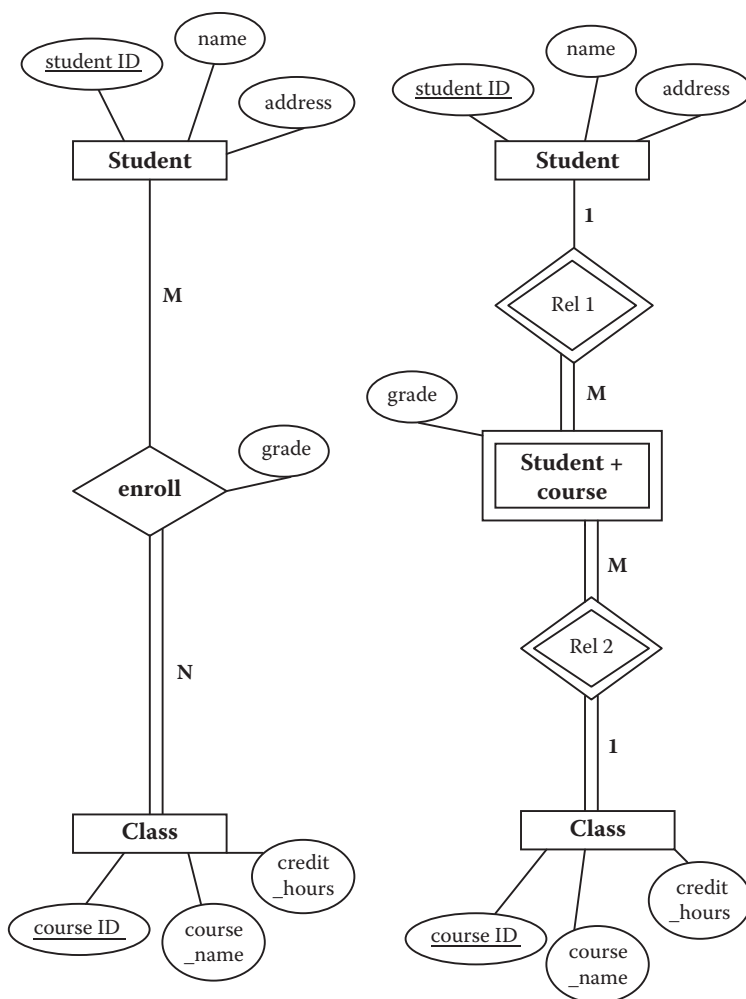 student ID
name
address
Student
M
enroll
grade
N
Class
course ID
course
_name
credit
_hours
student ID
name
address
Student
1
Rel 1
M
grade
Student +
course
M
Rel 2
1
Class
course ID
course
_name
credit
_hours